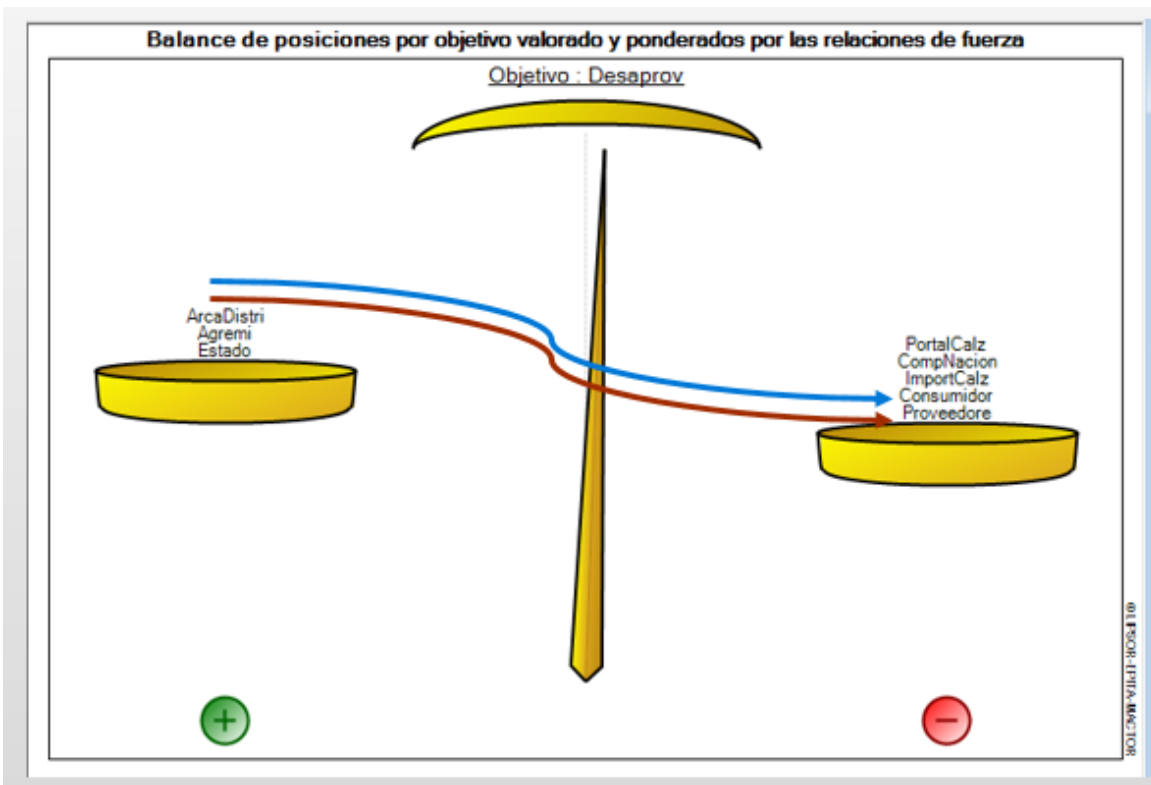 Balance de posiciones por objetivo valorado y ponderados por las relaciones de fuerza
Objetivo : Desaprov
ArcaDistri
Agremi
Estado
PortalCalz
CompNacion
ImportCalz
Consumidor
Proveedore
© LIPSOR-EPITA-MACTOR